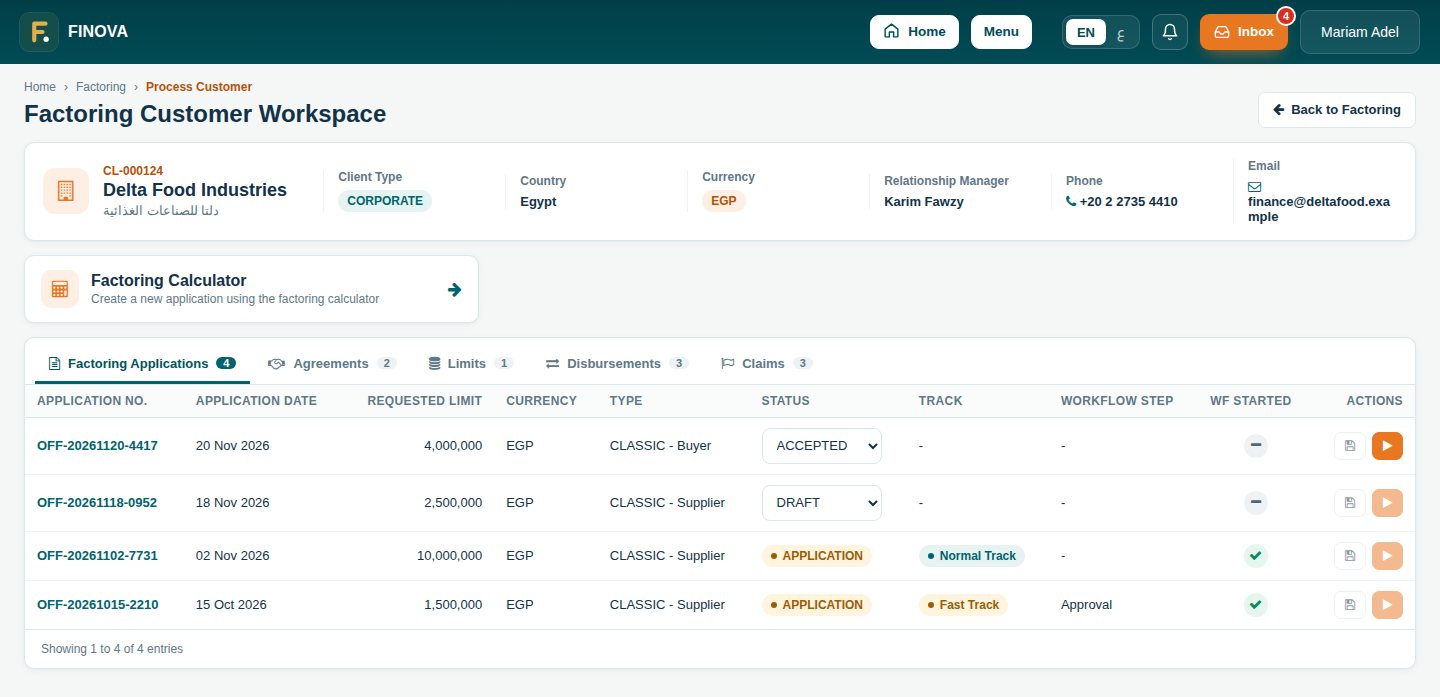 FINOVA
Home
Menu
EN
ع
Inbox
4
Mariam Adel
Home › Factoring › Process Customer
Factoring Customer Workspace
Back to Factoring
CL-000124
Delta Food Industries
دلتا للصناعات الغذائية
Client Type
CORPORATE
Country
Egypt
Currency
EGP
Relationship Manager
Karim Fawzy
Phone
+20 2 2735 4410
Email
finance@deltafood.exa
mple
Factoring Calculator
Create a new application using the factoring calculator
Factoring Applications 4 Agreements 2 Limits 1 Disbursements 3 Claims 3
APPLICATION NO. APPLICATION DATE REQUESTED LIMIT CURRENCY TYPE STATUS TRACK WORKFLOW STEP WF STARTED ACTIONS
OFF-20261120-4417 20 Nov 2026 4,000,000 EGP CLASSIC - Buyer ACCEPTED - -
OFF-20261118-0952 18 Nov 2026 2,500,000 EGP CLASSIC - Supplier DRAFT - -
OFF-20261102-7731 02 Nov 2026 10,000,000 EGP CLASSIC - Supplier APPLICATION Normal Track -
OFF-20261015-2210 15 Oct 2026 1,500,000 EGP CLASSIC - Supplier APPLICATION Fast Track Approval
Showing 1 to 4 of 4 entries